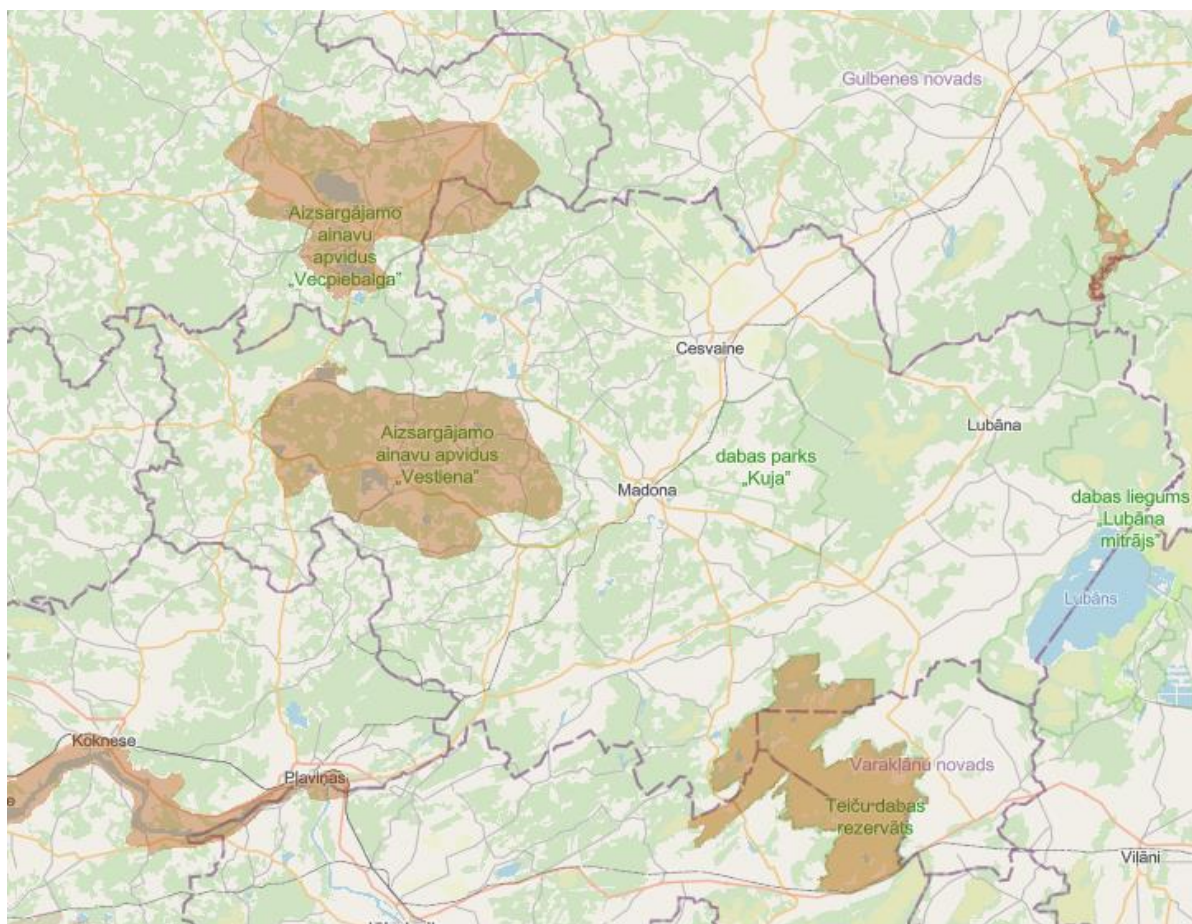 Gulbenes novads
Aizsargājamo
ainavu
apvidus
„Vecpiebalga”
Cesvaine
Aizsargājamo
ainavu apvidus
„Vestiena”
Lubāna
dabas parks
„Kuja”
Madona
dabas liegums
„Lubāna
mitrājs”
Lubāns
Koknese
Varakļānu novads
Pļaviņas
Teiču dabas
rezervāts
Viļāni